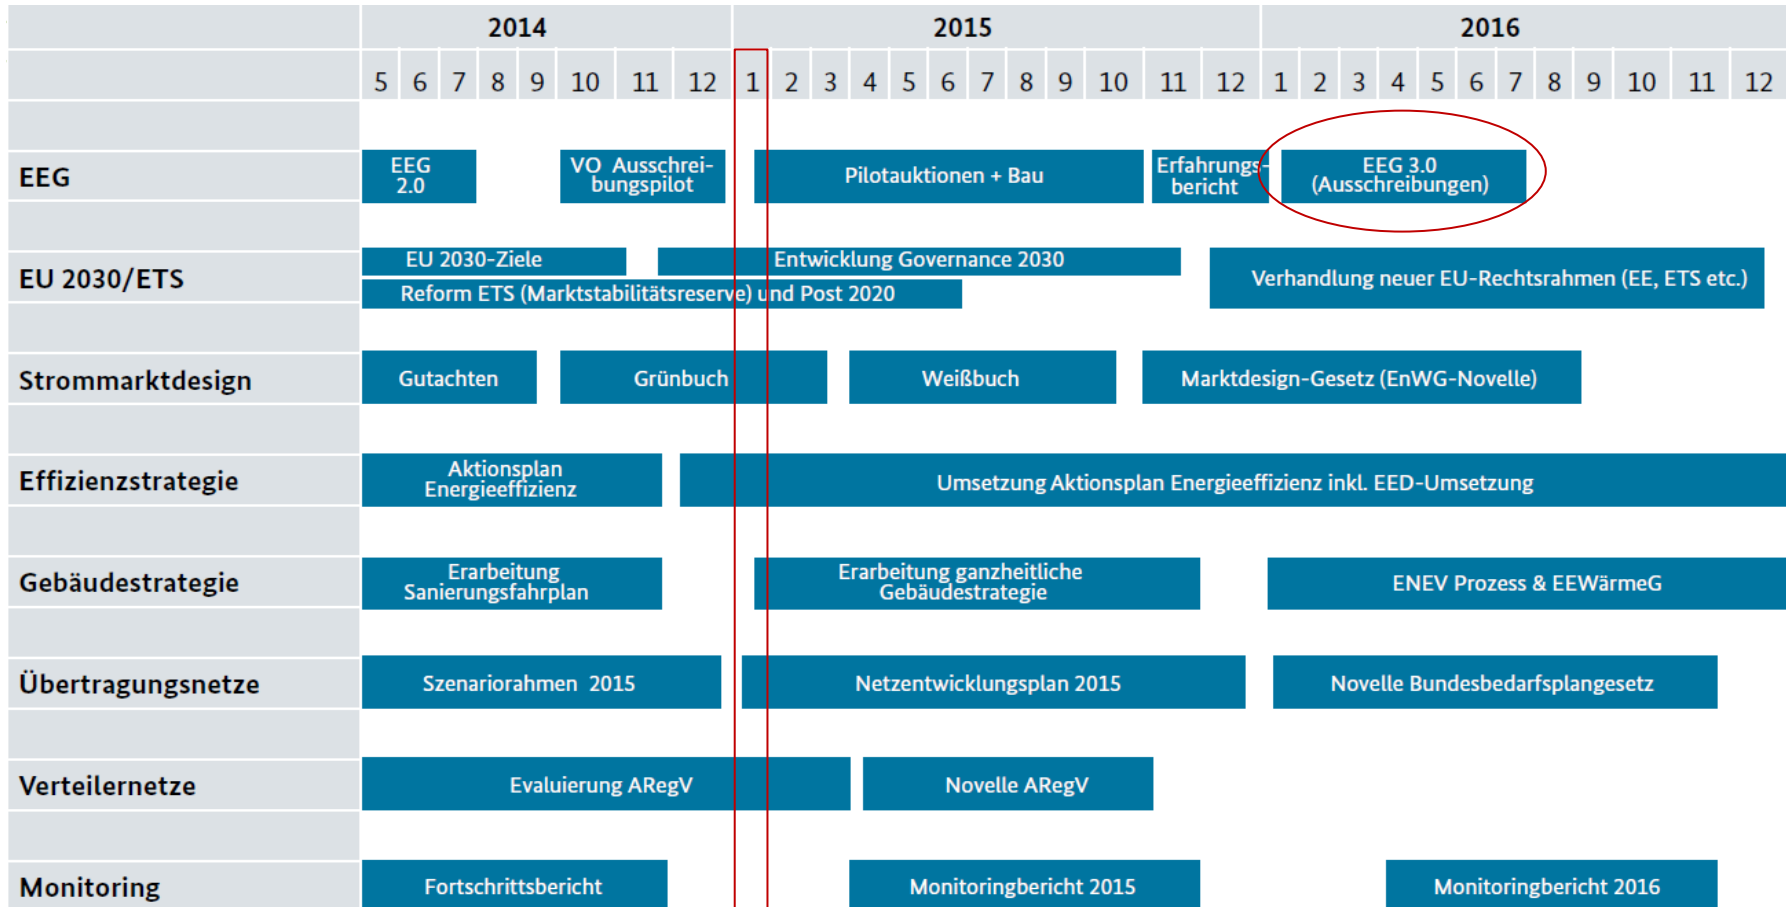 2014 2015 2016
5 6 7 8 9 10 11 12 1 2 3 4 5 6 7 8 9 10 11 12 1 2 3 4 5 6 7 8 9 10 11 12
EEG
EEG
2.0
VO Ausschrei-
bungspilot
Pilotauktionen + Bau
Erfahrungs-
bericht
EEG 3.0
(Ausschreibungen)
EU 2030/ETS
EU 2030-Ziele
Entwicklung Governance 2030
Reform ETS (Marktstabilitätsreserve) und Post 2020
Verhandlung neuer EU-Rechtsrahmen (EE, ETS etc.)
Strommarktdesign
Gutachten
Grünbuch
Weißbuch
Marktdesign-Gesetz (EnWG-Novelle)
Effizienzstrategie
Aktionsplan
Energieeffizienz
Umsetzung Aktionsplan Energieeffizienz inkl. EED-Umsetzung
Gebäudestrategie
Erarbeitung
Sanierungsfahrplan
Erarbeitung ganzheitliche
Gebäudestrategie
ENEV Prozess & EEWärmeG
Übertragungsnetze
Szenariorahmen 2015
Netzentwicklungsplan 2015
Novelle Bundesbedarfsplangesetz
Verteilernetze
Evaluierung ARegV
Novelle ARegV
Monitoring
Fortschrittsbericht
Monitoringbericht 2015
Monitoringbericht 2016